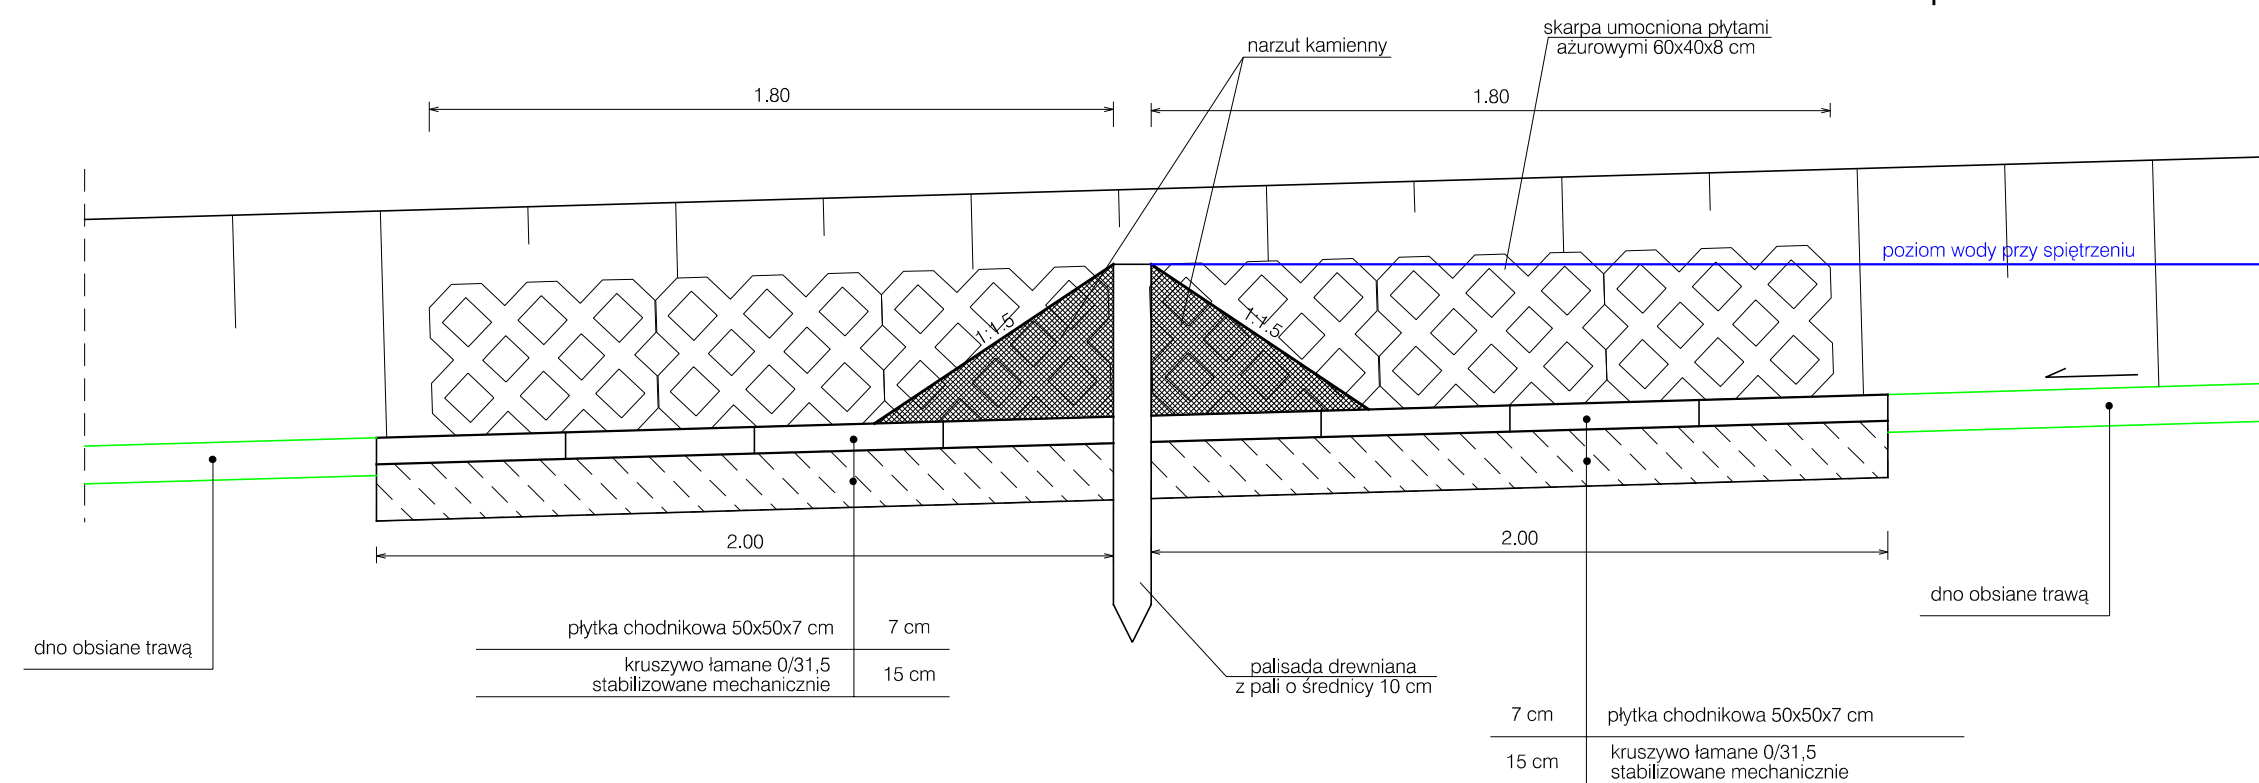 skarpa umocniona płytami
ażurowymi 60x40x8 cm
narzut kamienny
1.80
1.80
poziom wody przy spiętrzeniu
1:1.5
1:1.5
2.00
2.00
dno obsiane trawą
dno obsiane trawą
płytka chodnikowa 50x50x7 cm
7 cm
kruszywo łamane 0/31,5
stabilizowane mechanicznie
15 cm
palisada drewniana
z pali o średnicy 10 cm
7 cm
płytka chodnikowa 50x50x7 cm
15 cm
kruszywo łamane 0/31,5
stabilizowane mechanicznie